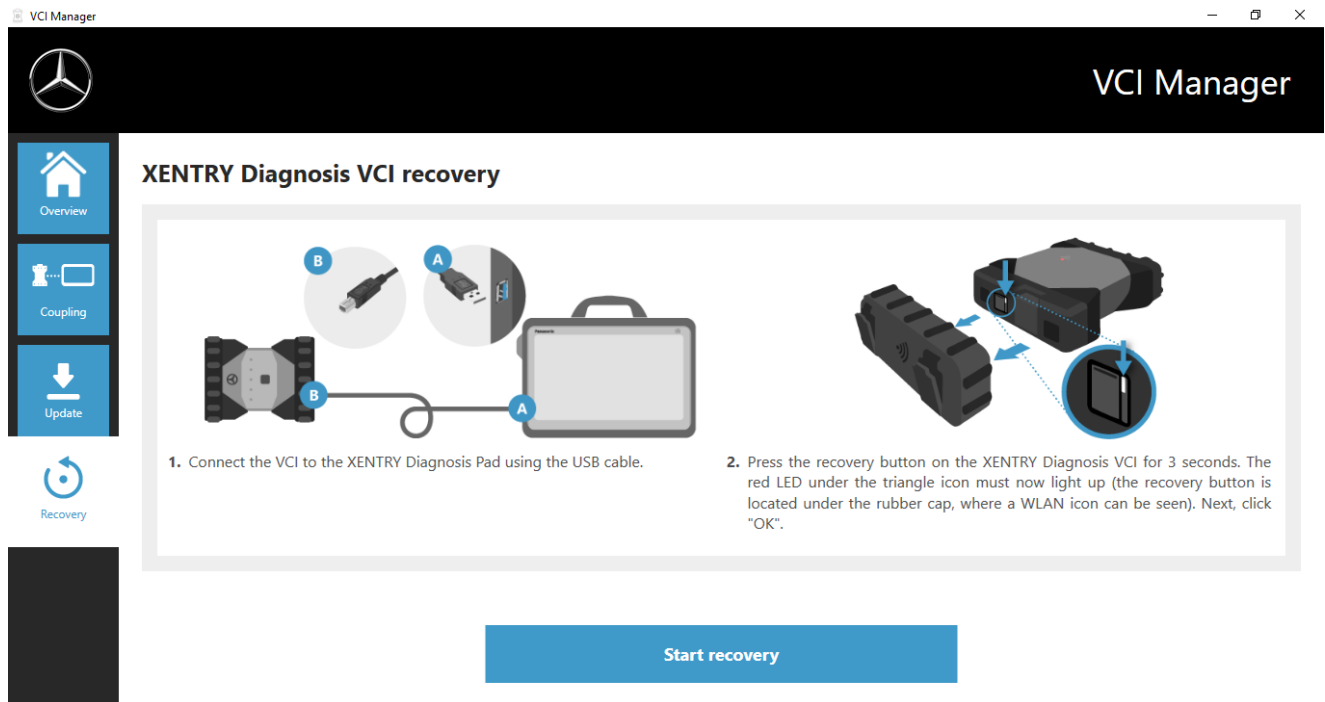 VCI Manager
VCI Manager
Overview
Coupling
Update
Recovery
XENTRY Diagnosis VCI recovery
B
A
Panasonic
B
A
1. Connect the VCI to the XENTRY Diagnosis Pad using the USB cable.
2. Press the recovery button on the XENTRY Diagnosis VCI for 3 seconds. The
red LED under the triangle icon must now light up (the recovery button is
located under the rubber cap, where a WLAN icon can be seen). Next, click
"OK".
Start recovery